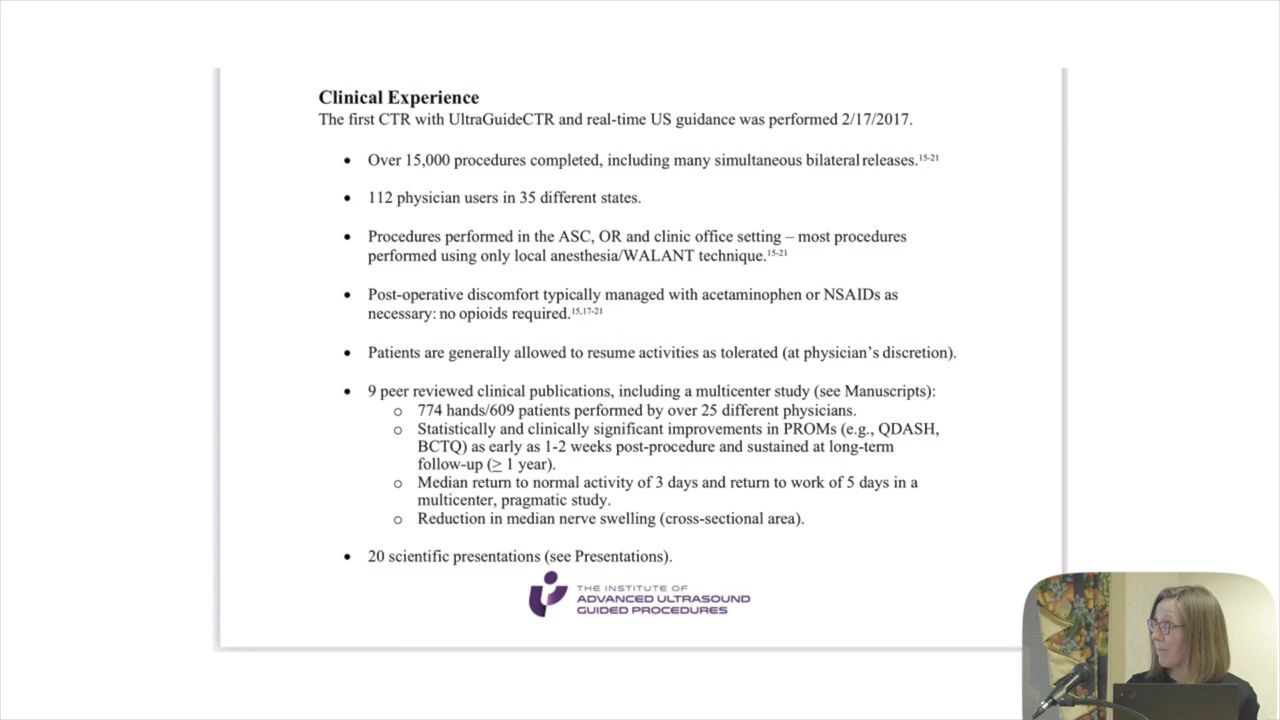 Clinical Experience
The first CTR with UltraGuideCTR and real-time US guidance was performed 2/17/2017.
• Over 15,000 procedures completed, including many simultaneous bilateral releases.15-21
• 112 physician users in 35 different states.
• Procedures performed in the ASC, OR and clinic office setting – most procedures
performed using only local anesthesia/WALANT technique.15-21
• Post-operative discomfort typically managed with acetaminophen or NSAIDs as
necessary: no opioids required.15,17-21
• Patients are generally allowed to resume activities as tolerated (at physician's discretion).
• 9 peer reviewed clinical publications, including a multicenter study (see Manuscripts):
o 774 hands/609 patients performed by over 25 different physicians.
o Statistically and clinically significant improvements in PROMs (e.g., QDASH,
BCTQ) as early as 1-2 weeks post-procedure and sustained at long-term
follow-up (≥ 1 year).
o Median return to normal activity of 3 days and return to work of 5 days in a
multicenter, pragmatic study.
o Reduction in median nerve swelling (cross-sectional area).
• 20 scientific presentations (see Presentations).
THE INSTITUTE OF
ADVANCED ULTRASOUND
GUIDED PROCEDURES